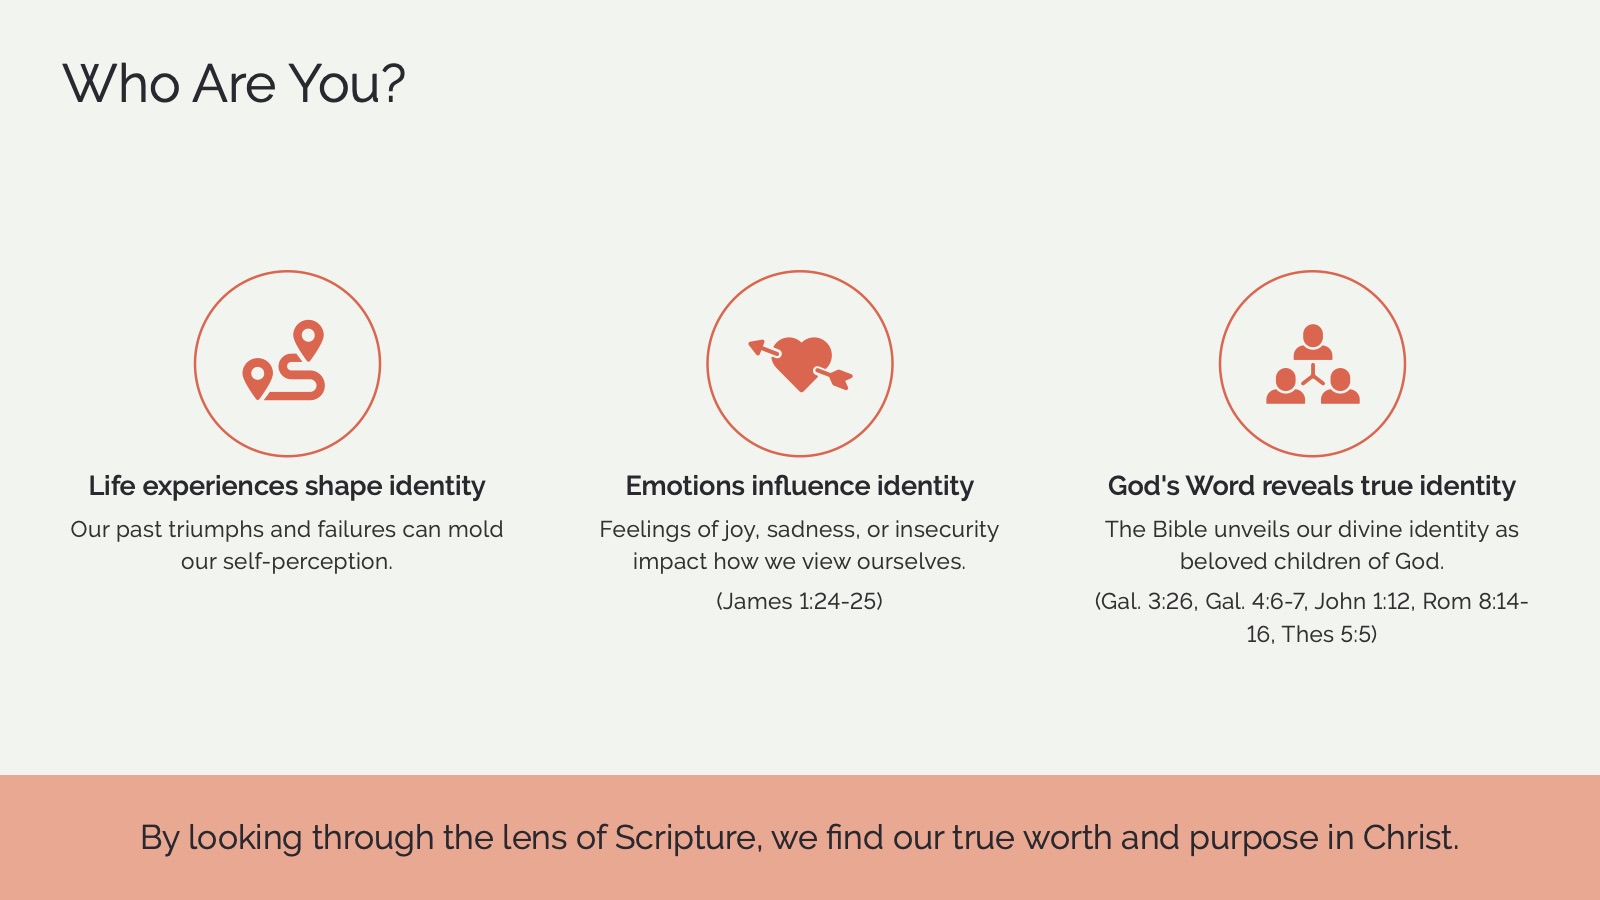 Who Are You?
Life experiences shape identity
Our past triumphs and failures can mold
our self-perception.
Emotions influence identity
Feelings of joy, sadness, or insecurity
impact how we view ourselves.
(James 1:24-25)
God's Word reveals true identity
The Bible unveils our divine identity as
beloved children of God.
(Gal. 3:26, Gal. 4:6-7, John 1:12, Rom 8:14-
16, Thes 5:5)
By looking through the lens of Scripture, we find our true worth and purpose in Christ.